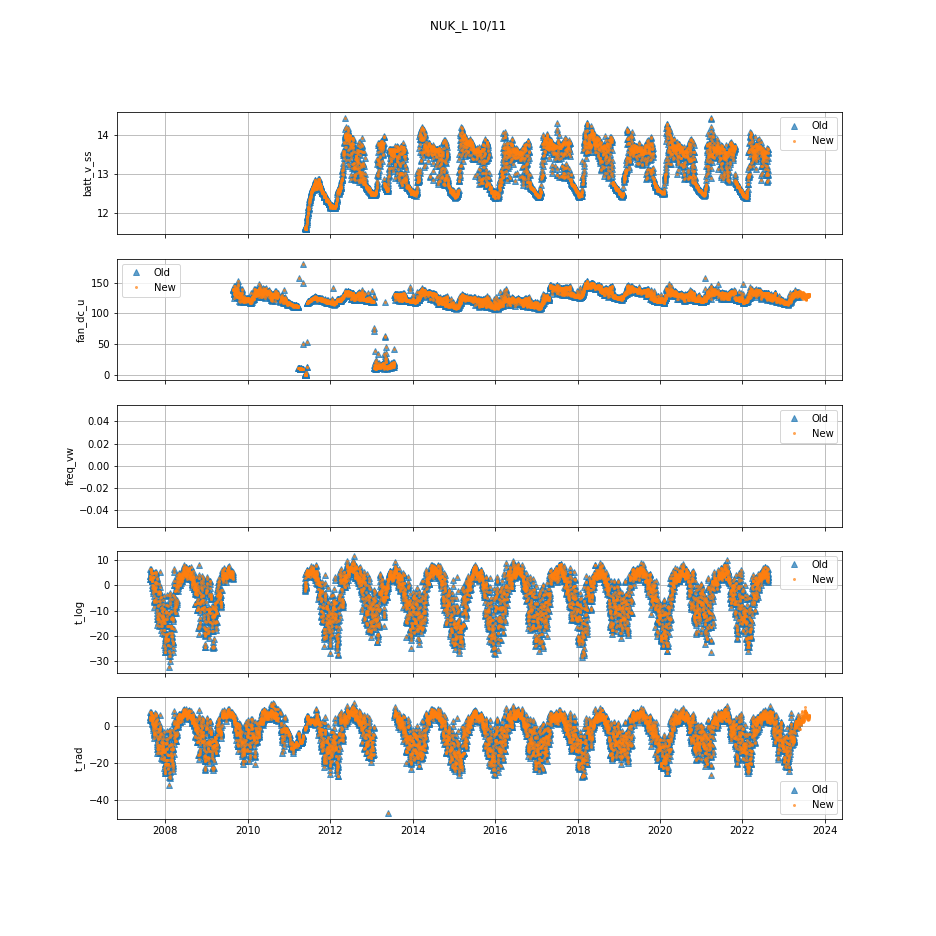 NUK_L 10/11
batt_v_ss
14
13
12
Old
New
fan_dc_u
150
100
50
0
Old
New
freq_vw
0.04
0.02
0.00
−0.02
−0.04
Old
New
t_log
10
0
−10
−20
−30
Old
New
t_rad
0
−20
−40
Old
New
2008 2010 2012 2014 2016 2018 2020 2022 2024